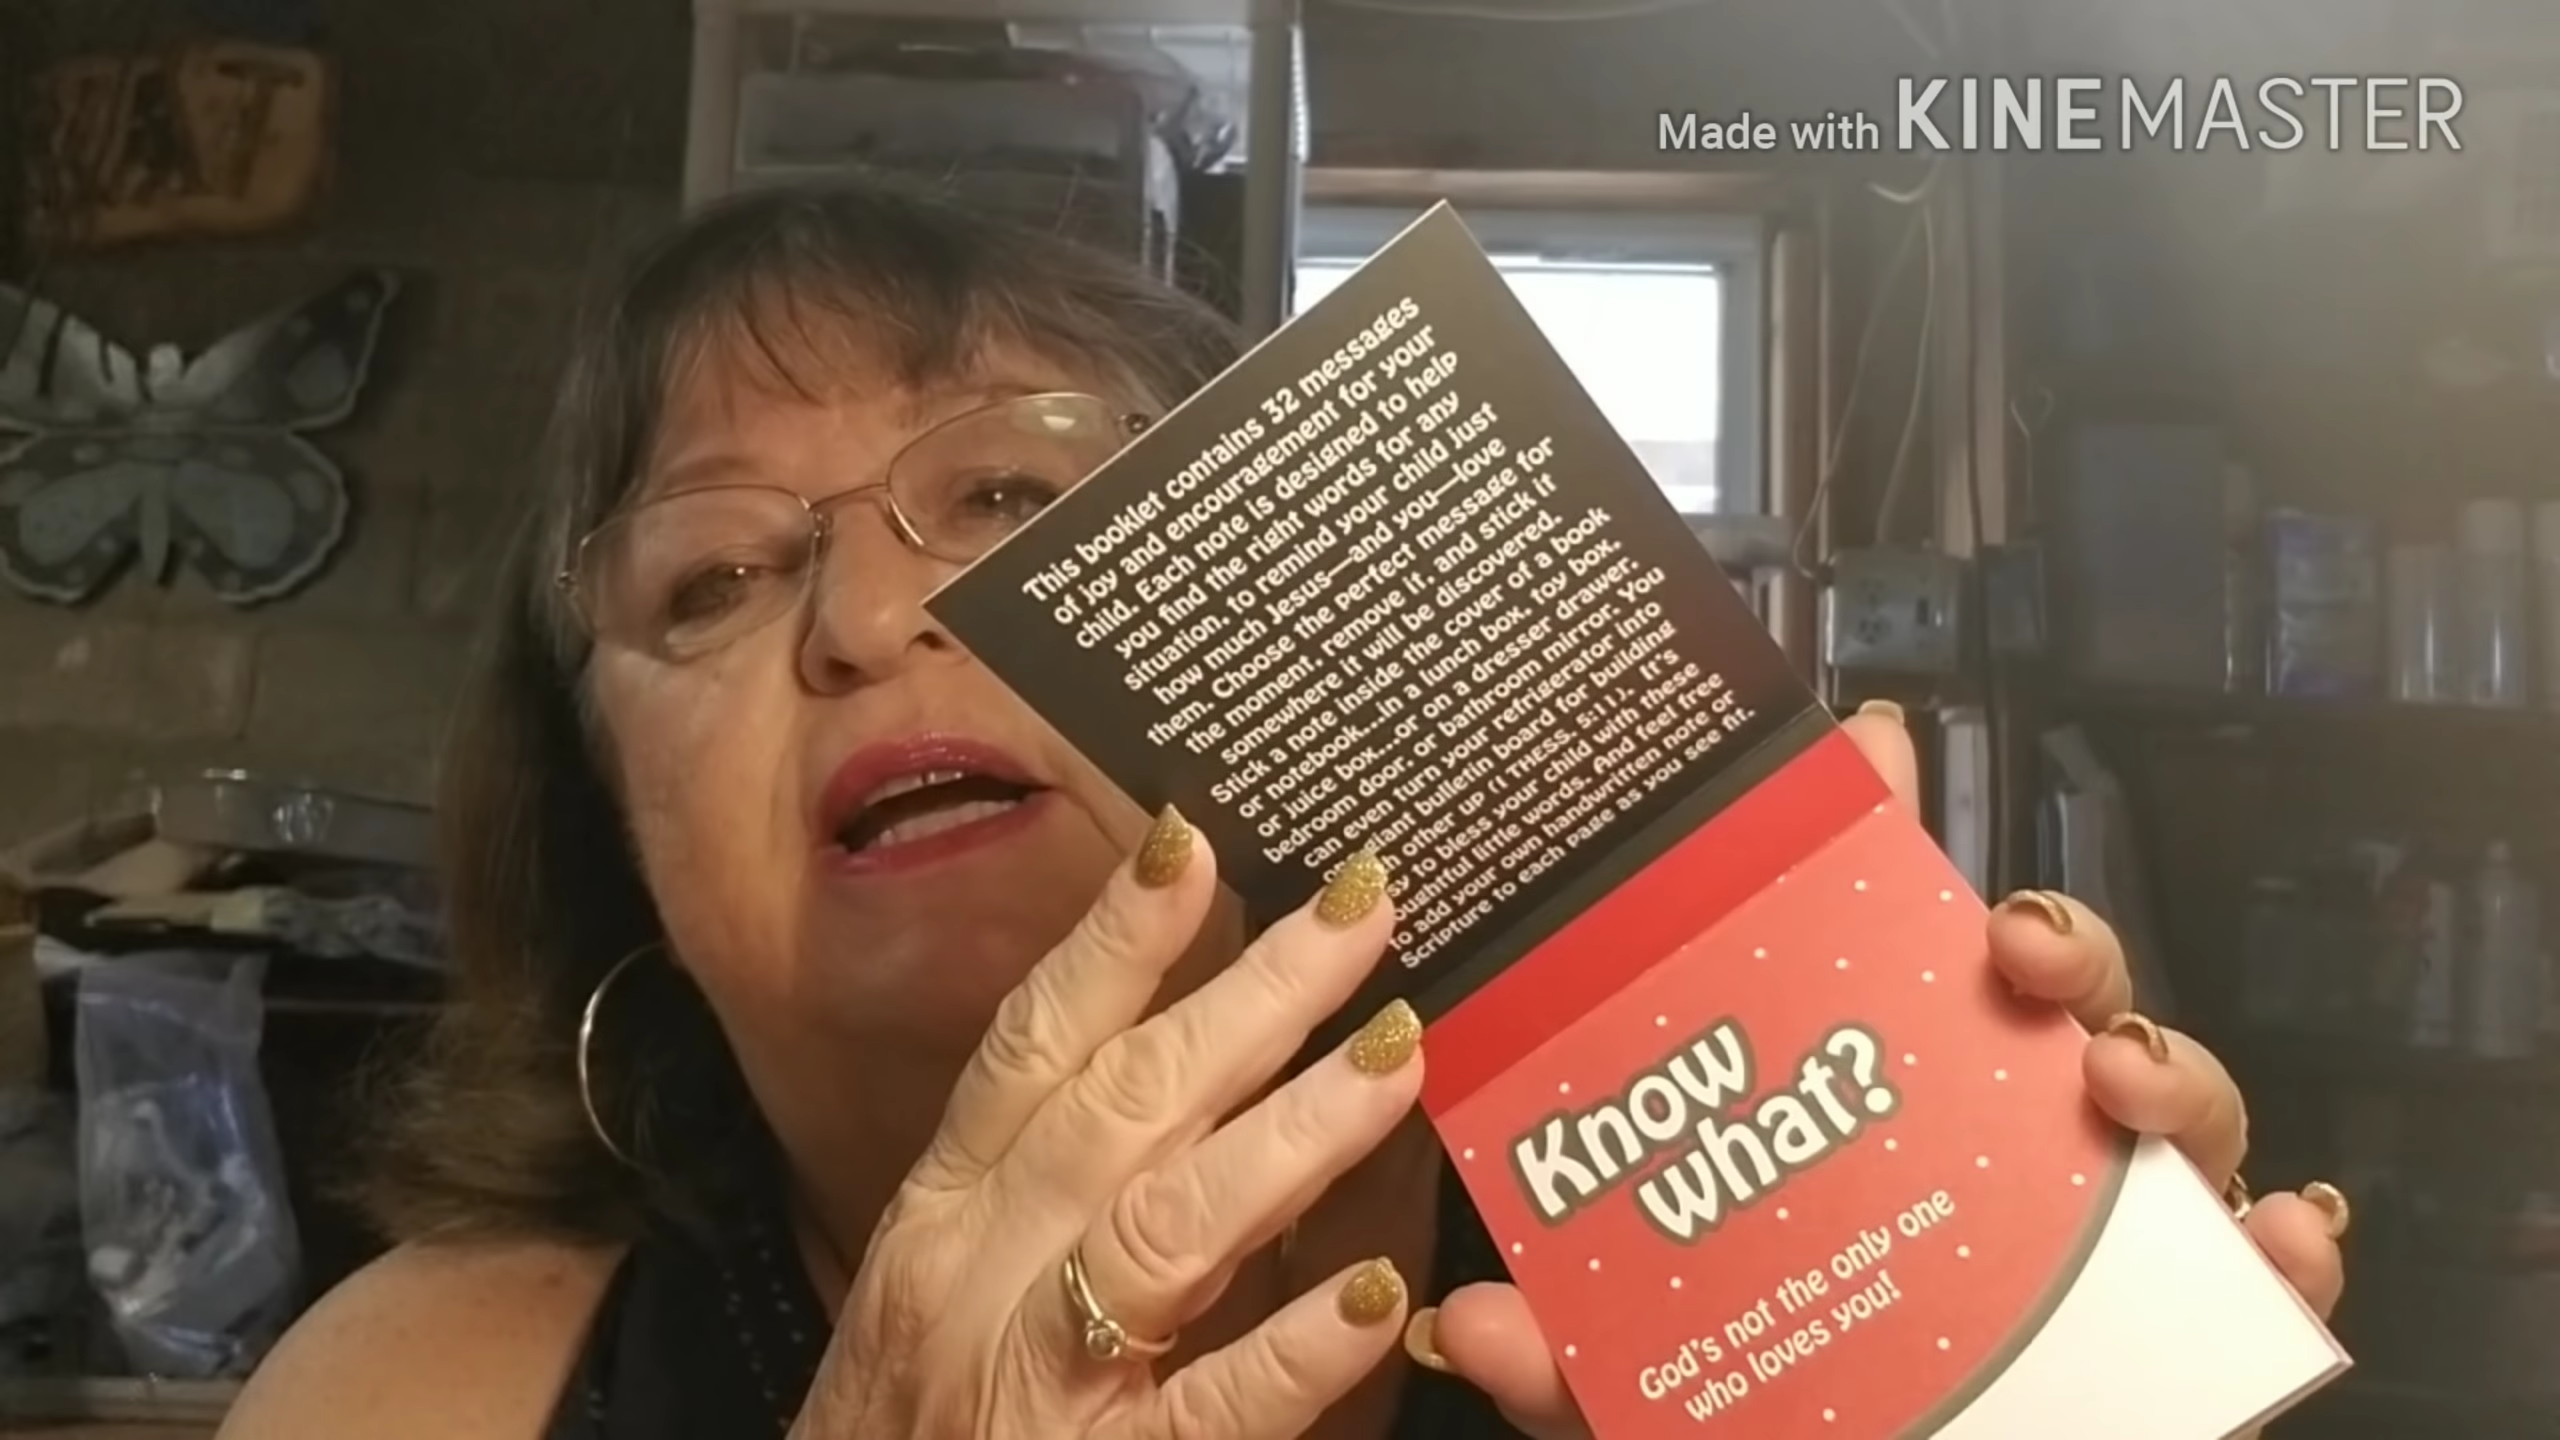 Made with KINEMASTER
This booklet contains 32 messages
of joy and encouragement for your
child. Each note is designed to help
you find the right words for any
situation, to remind your child just
how much Jesus—and you—love
them. Choose the perfect message for
the moment, remove it, and stick it
somewhere it will be discovered.
Stick a note inside the cover of a book
or notebook...in a lunch box, toy box,
or juice box...or on a dresser drawer,
bedroom door, or bathroom mirror. You
can even turn your refrigerator into
giant bulletin board for building
other up (1 THESS. 5:11). It's
to bless your child with these
little words. And feel free
to add your own handwritten note or
Scripture to each page as you see fit.
Know
what?
God's not the only one
who loves you!